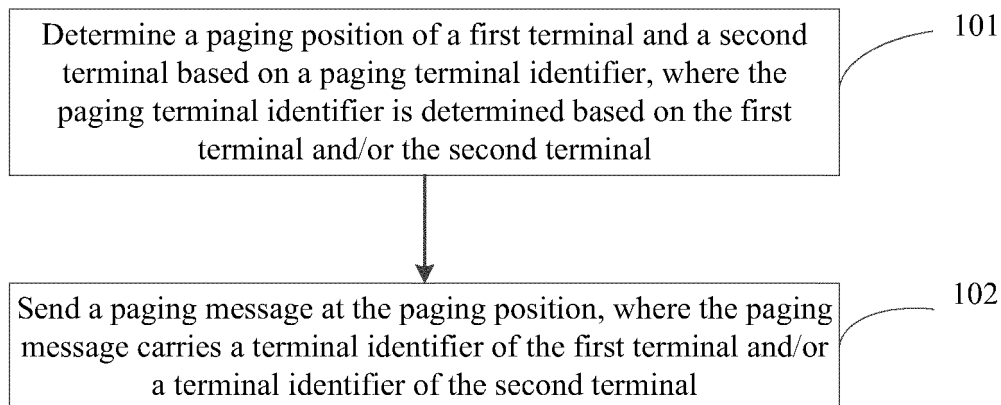 Determine a paging position of a first terminal and a second
terminal based on a paging terminal identifier, where the
paging terminal identifier is determined based on the first
terminal and/or the second terminal
101
Send a paging message at the paging position, where the paging
message carries a terminal identifier of the first terminal and/or
a terminal identifier of the second terminal
102